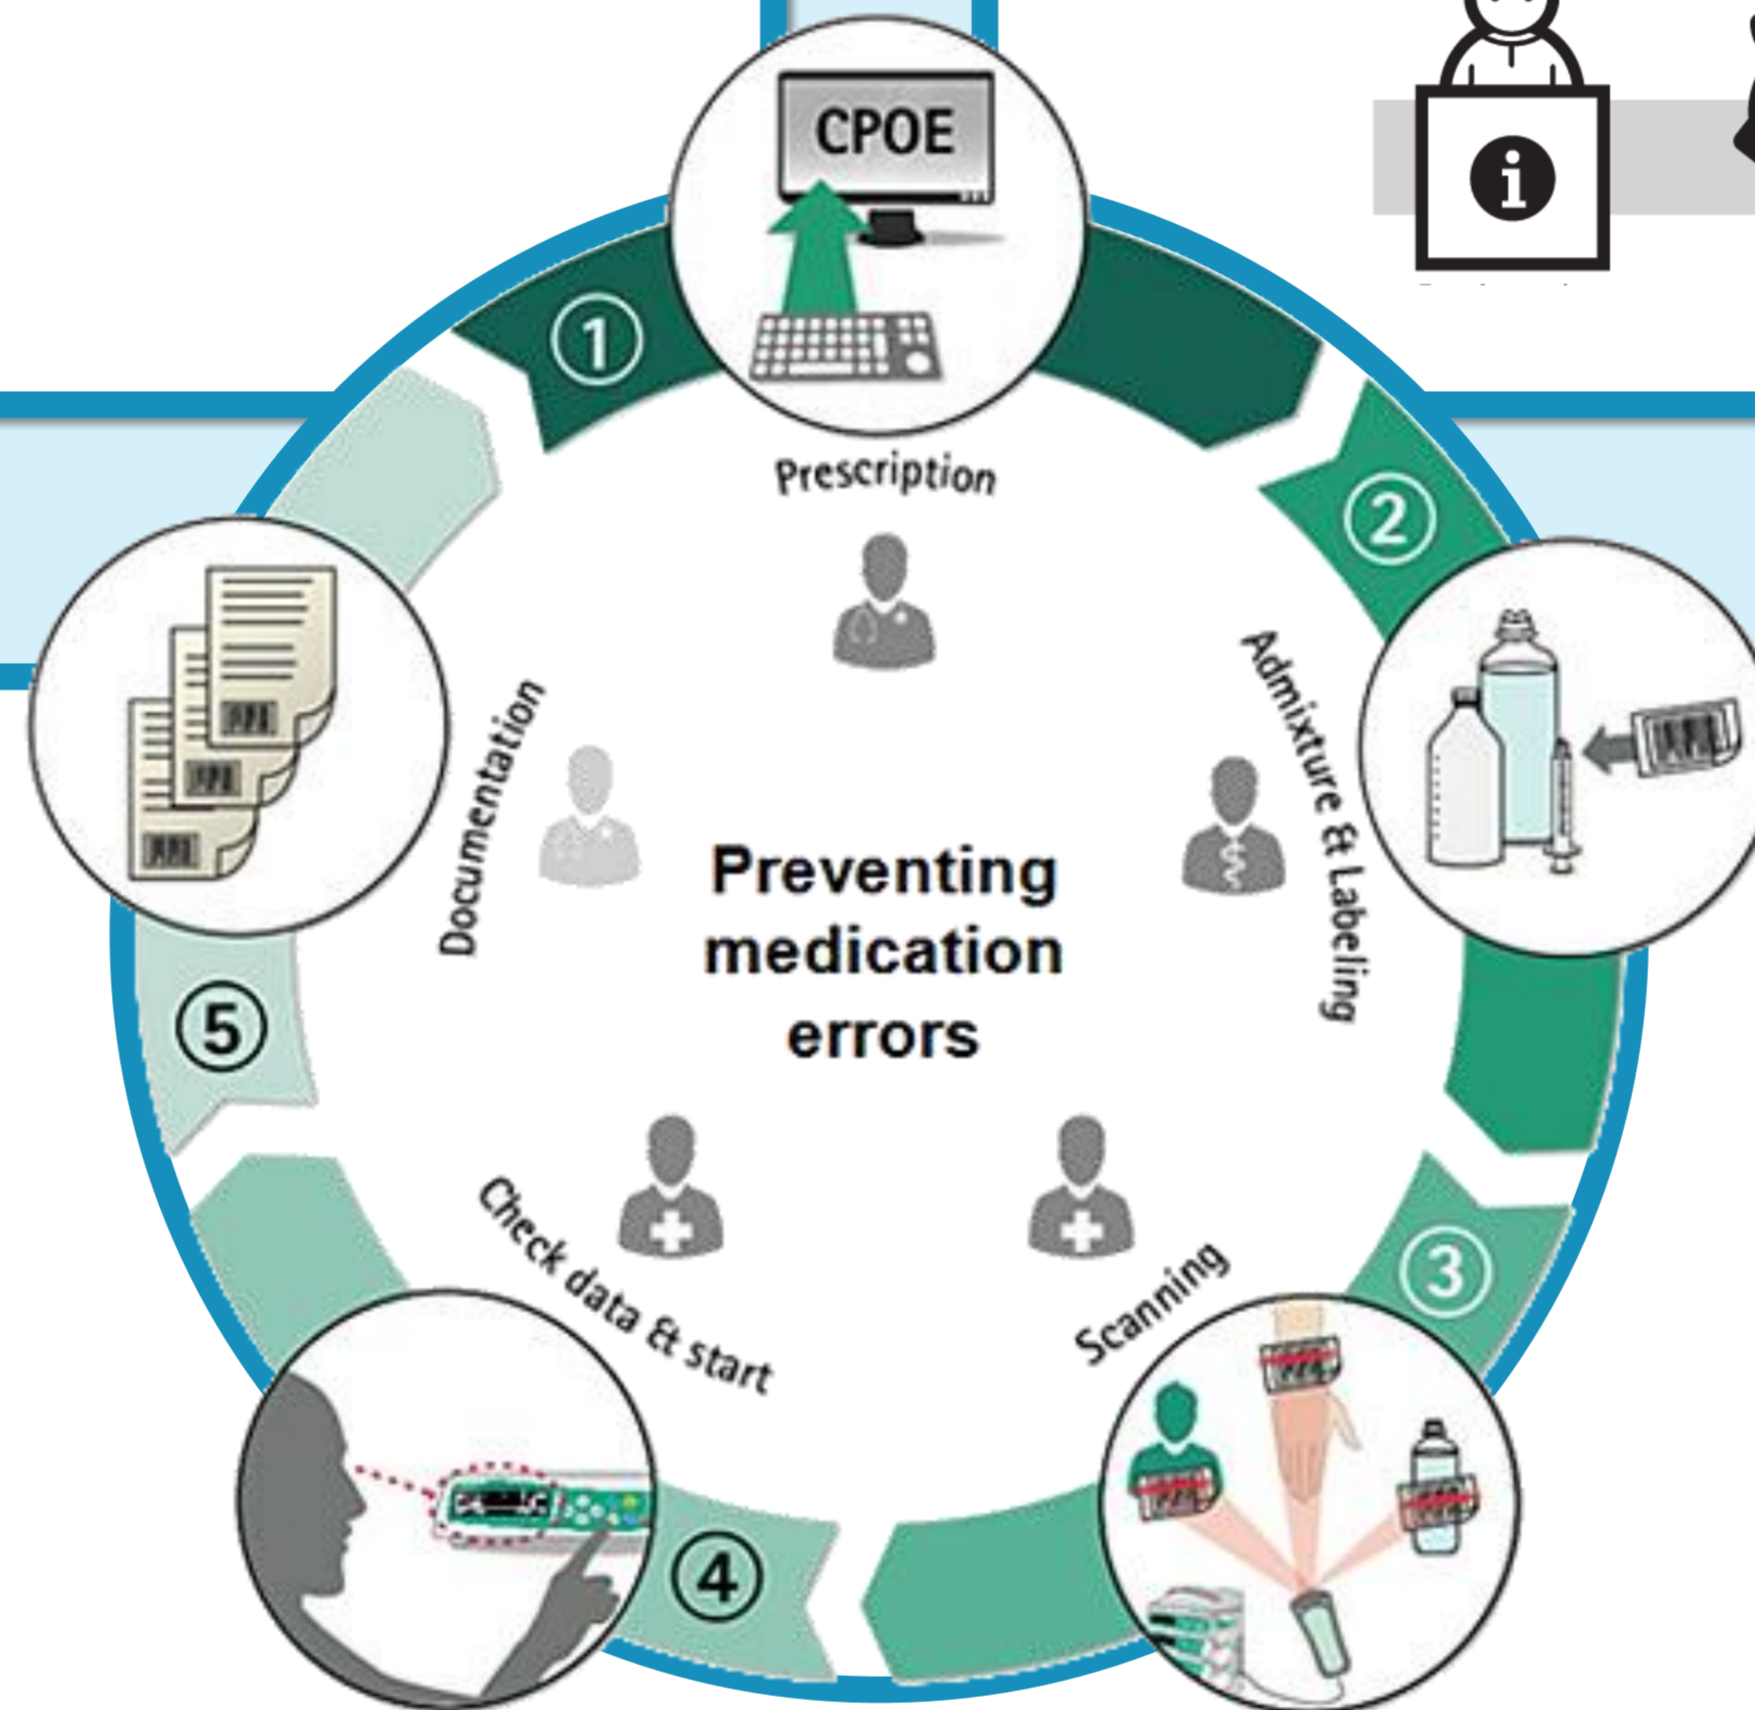 CPOE
1
Prescription
2
Admixture & Labeling
3
Scanning
4
Check data & start
5
Documentation
Preventing
medication
errors
i